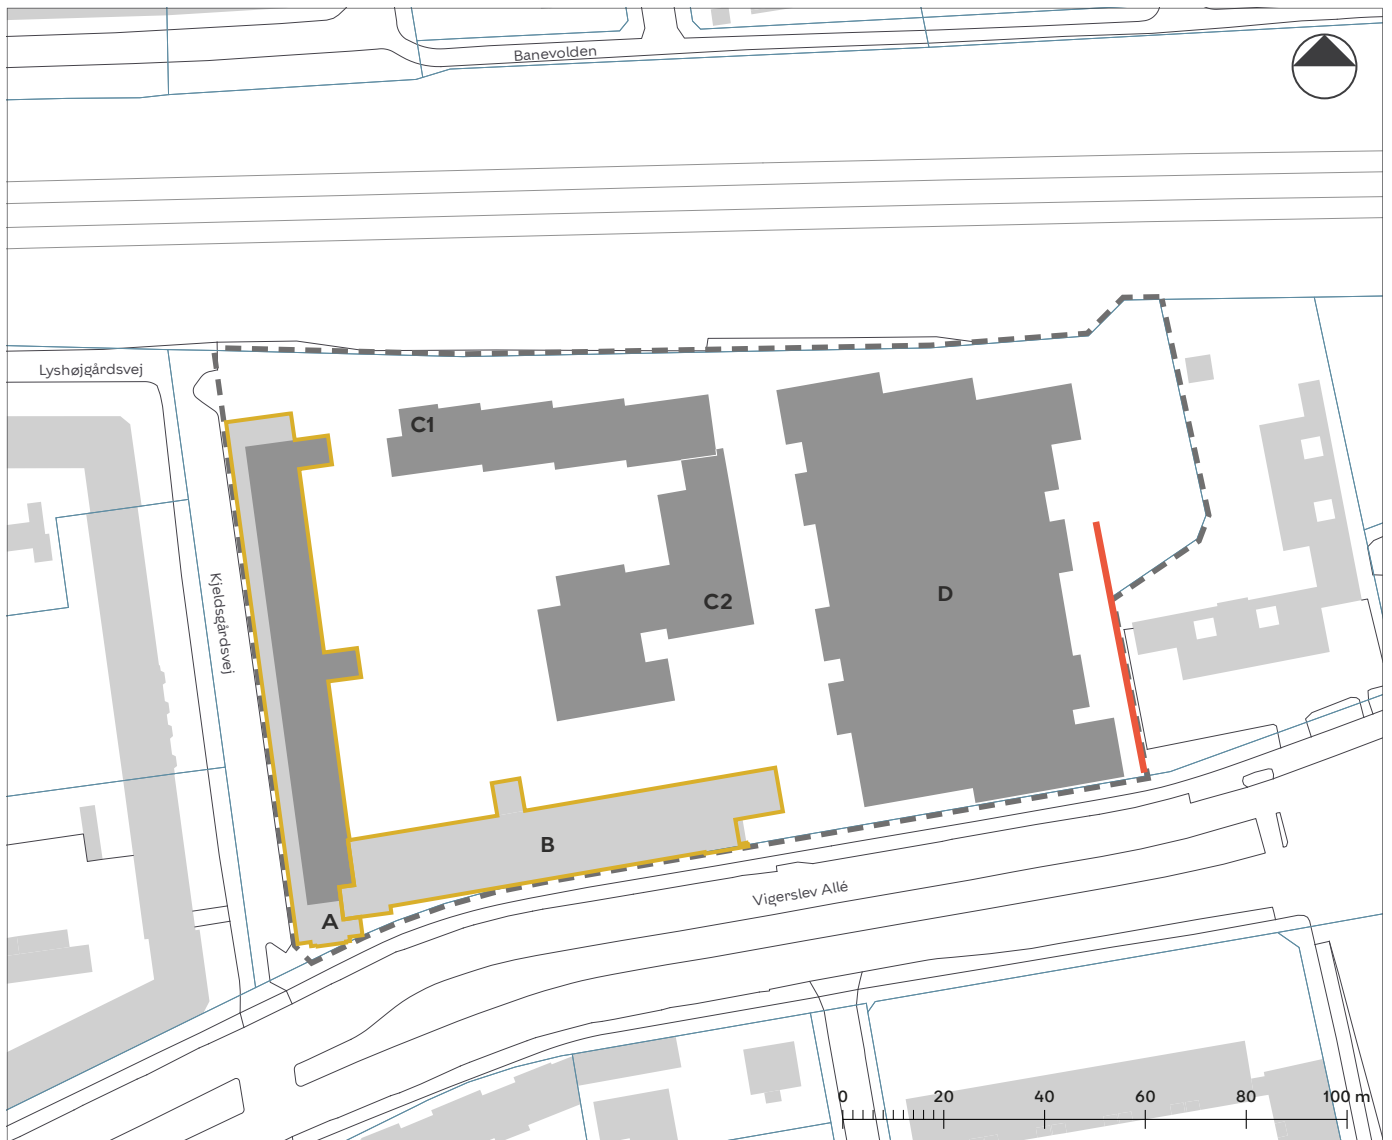 Banevolden
Lyshøjgårdsvej
C1
Kjeldsgårdsvej
C2
D
B
A
Vigerslev Allé
0 20 40 60 80 100 m